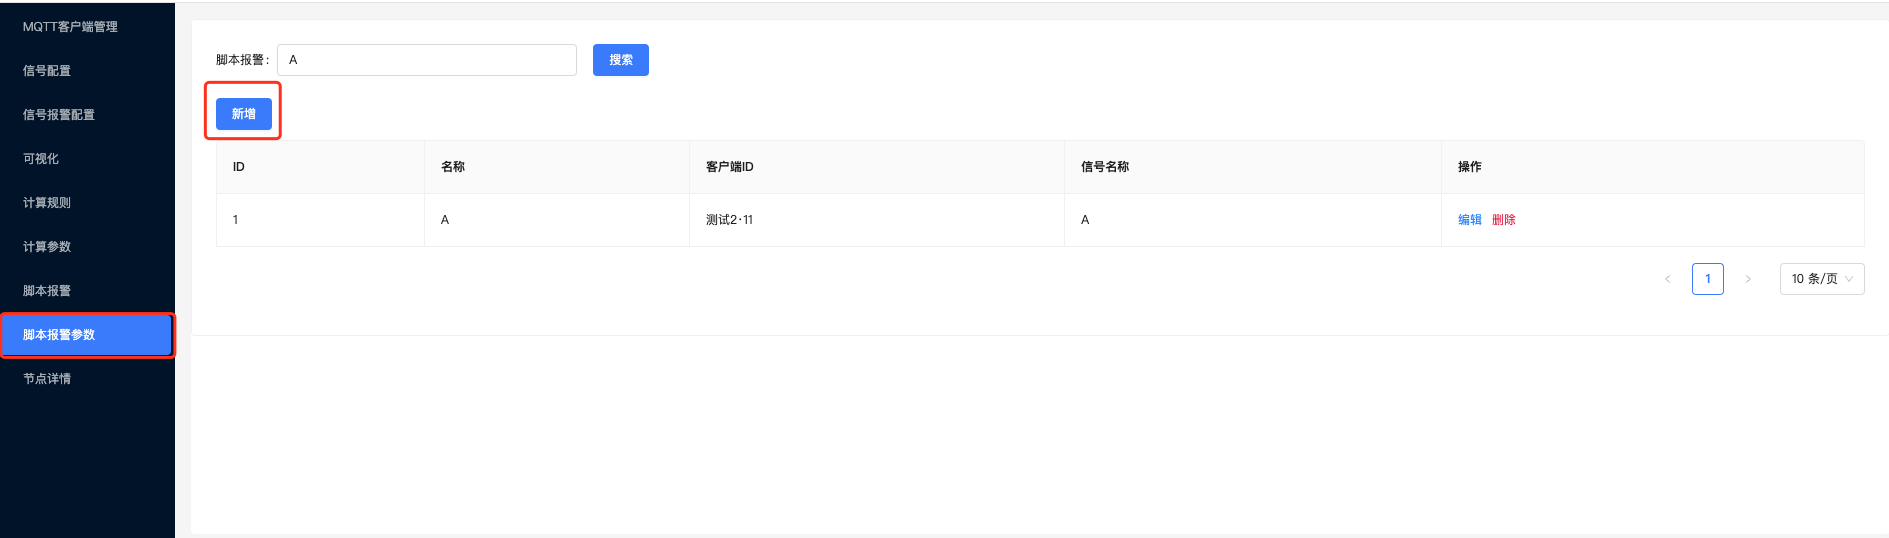 MQTT客户端管理
信号配置
信号报警配置
可视化
计算规则
计算参数
脚本报警
脚本报警参数
节点详情
脚本报警： A 搜索
新增
ID 名称 客户端ID 信号名称 操作
1 A 测试2·11 A 编辑 删除
< 1 > 10 条/页